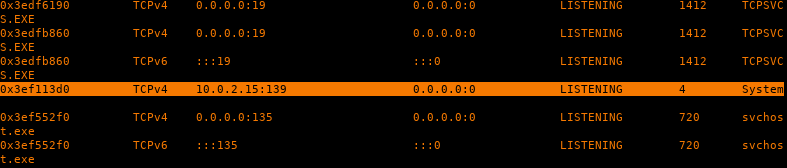 0x3edf6190 TCPv4 0.0.0.0:19 0.0.0.0:0 LISTENING 1412 TCPSVC
S.EXE
0x3edfb860 TCPv4 0.0.0.0:19 0.0.0.0:0 LISTENING 1412 TCPSVC
S.EXE
0x3edfb860 TCPv6 :::19 :::0 LISTENING 1412 TCPSVC
S.EXE
0x3ef113d0 TCPv4 10.0.2.15:139 0.0.0.0:0 LISTENING 4 System
0x3ef552f0 TCPv4 0.0.0.0:135 0.0.0.0:0 LISTENING 720 svchos
t.exe
0x3ef552f0 TCPv6 :::135 :::0 LISTENING 720 svchos
t.exe